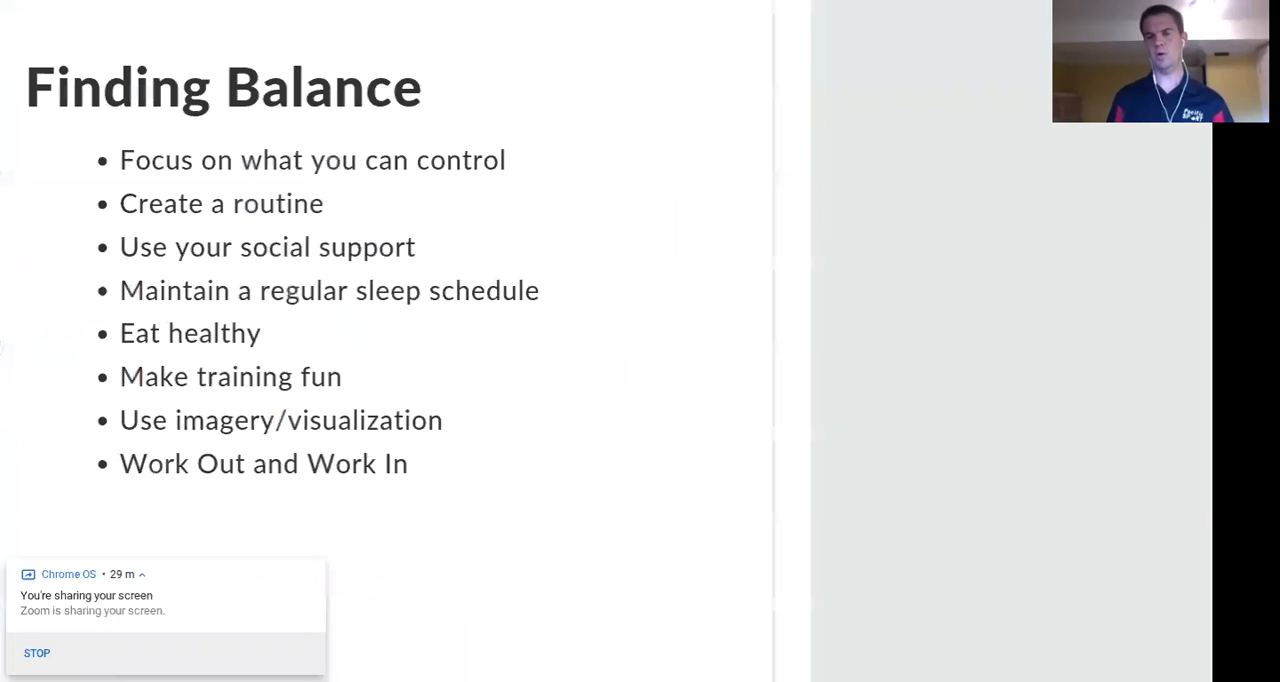 Finding Balance
• Focus on what you can control
• Create a routine
• Use your social support
• Maintain a regular sleep schedule
• Eat healthy
• Make training fun
• Use imagery/visualization
• Work Out and Work In
Chrome OS • 29 m
You're sharing your screen
Zoom is sharing your screen.
STOP